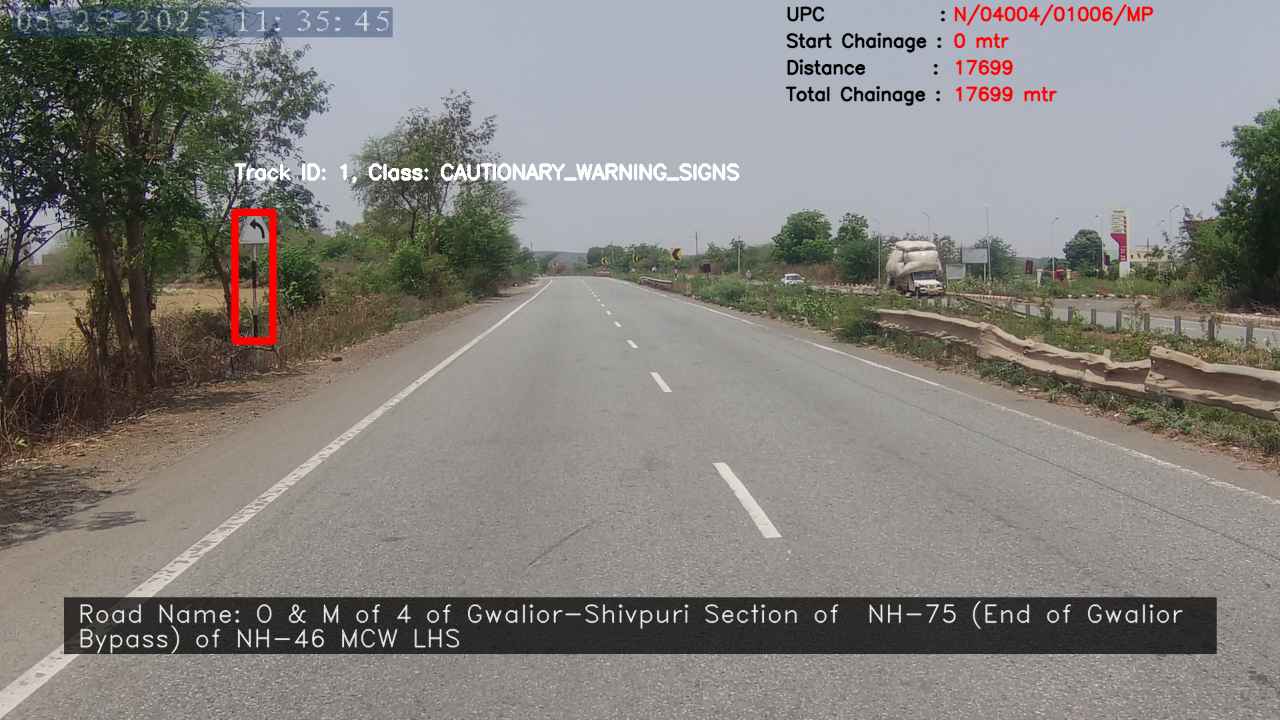 06-25-2025 11:35:45
UPC : N/04004/01006/MP
Start Chainage : 0 mtr
Distance : 17699
Total Chainage : 17699 mtr
Track ID: 1, Class: CAUTIONARY_WARNING_SIGNS
Road Name: O & M of 4 of Gwalior-Shivpuri Section of NH-75 (End of Gwalior
Bypass) of NH-46 MCW LHS